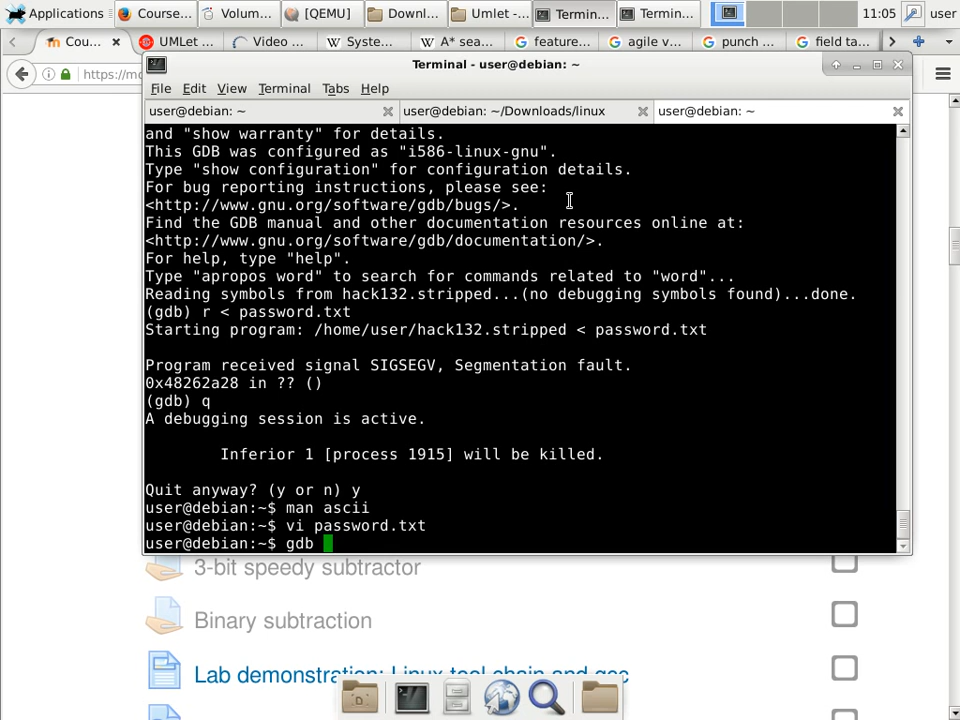 Applications
Course...
Volum...
[QEMU]
Downl...
Umlet -...
Termin...
Termin...
11:05
user
Cou...
UMLet ...
Video ...
Syste...
A* sea...
feature...
agile v...
punch ...
field ta...
https://mo
Terminal - user@debian: ~
File Edit View Terminal Tabs Help
user@debian: ~
user@debian: ~/Downloads/linux
user@debian: ~
and "show warranty" for details.
This GDB was configured as "i586-linux-gnu".
Type "show configuration" for configuration details.
For bug reporting instructions, please see:
<http://www.gnu.org/software/gdb/bugs/>.
Find the GDB manual and other documentation resources online at:
<http://www.gnu.org/software/gdb/documentation/>.
For help, type "help".
Type "apropos word" to search for commands related to "word"...
Reading symbols from hack132.stripped...(no debugging symbols found)...done.
(gdb) r < password.txt
Starting program: /home/user/hack132.stripped < password.txt
Program received signal SIGSEGV, Segmentation fault.
0x48262a28 in ?? ()
(gdb) q
A debugging session is active.
Inferior 1 [process 1915] will be killed.
Quit anyway? (y or n) y
user@debian:~$ man ascii
user@debian:~$ vi password.txt
user@debian:~$ gdb
3-bit speedy subtractor
Binary subtraction
Lab demonstration: Linux tool chain and gcc